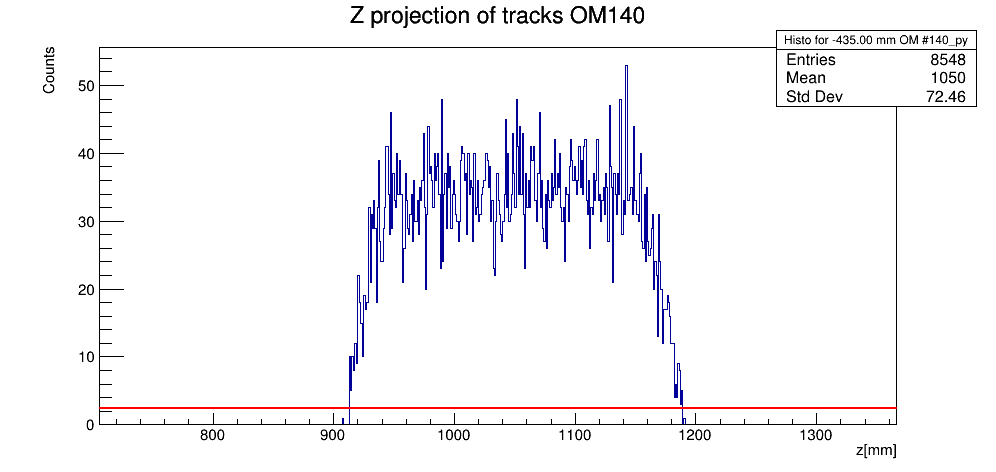 Z projection of tracks OM140
Histo for -435.00 mm OM #140_py
Entries 8548
Mean 1050
Std Dev 72.46
Counts
50
40
30
20
10
0
800 900 1000 1100 1200 1300
z[mm]